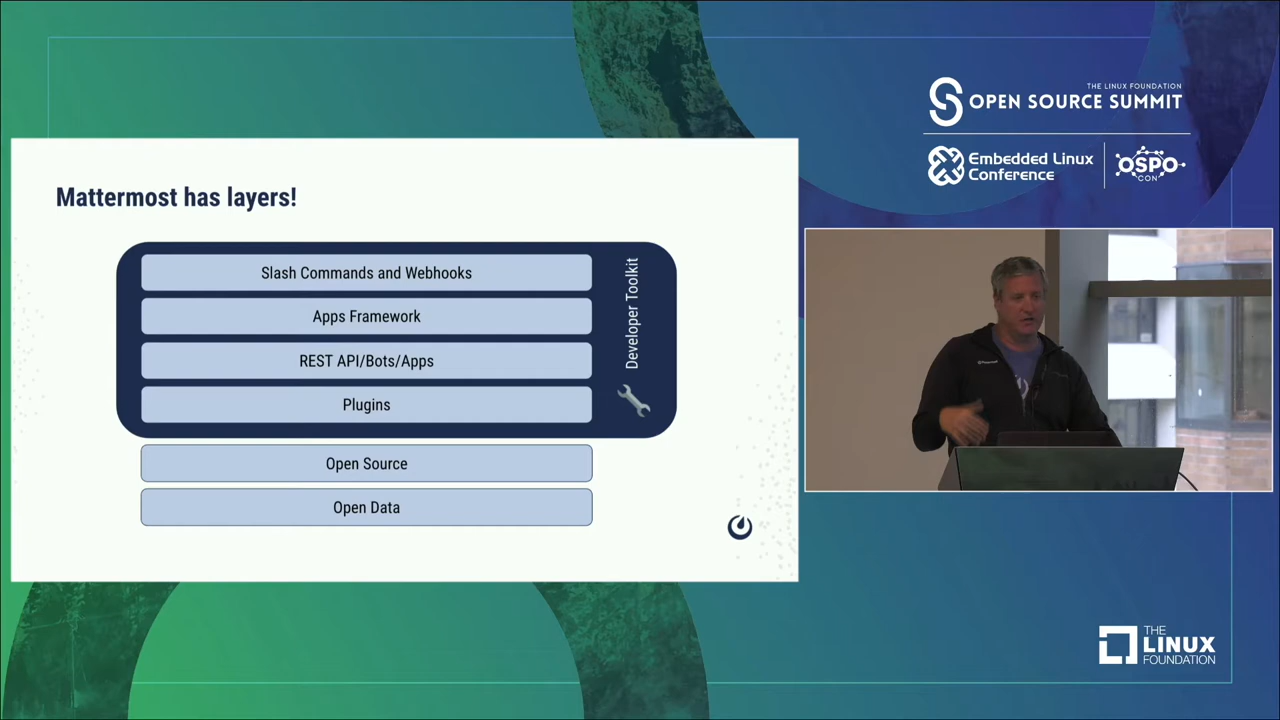 THE LINUX FOUNDATION
OPEN SOURCE SUMMIT
Embedded Linux
Conference
OSPO
CON
Mattermost has layers!
Slash Commands and Webhooks
Apps Framework
REST API/Bots/Apps
Plugins
Developer Toolkit
Open Source
Open Data
THE
LINUX
FOUNDATION